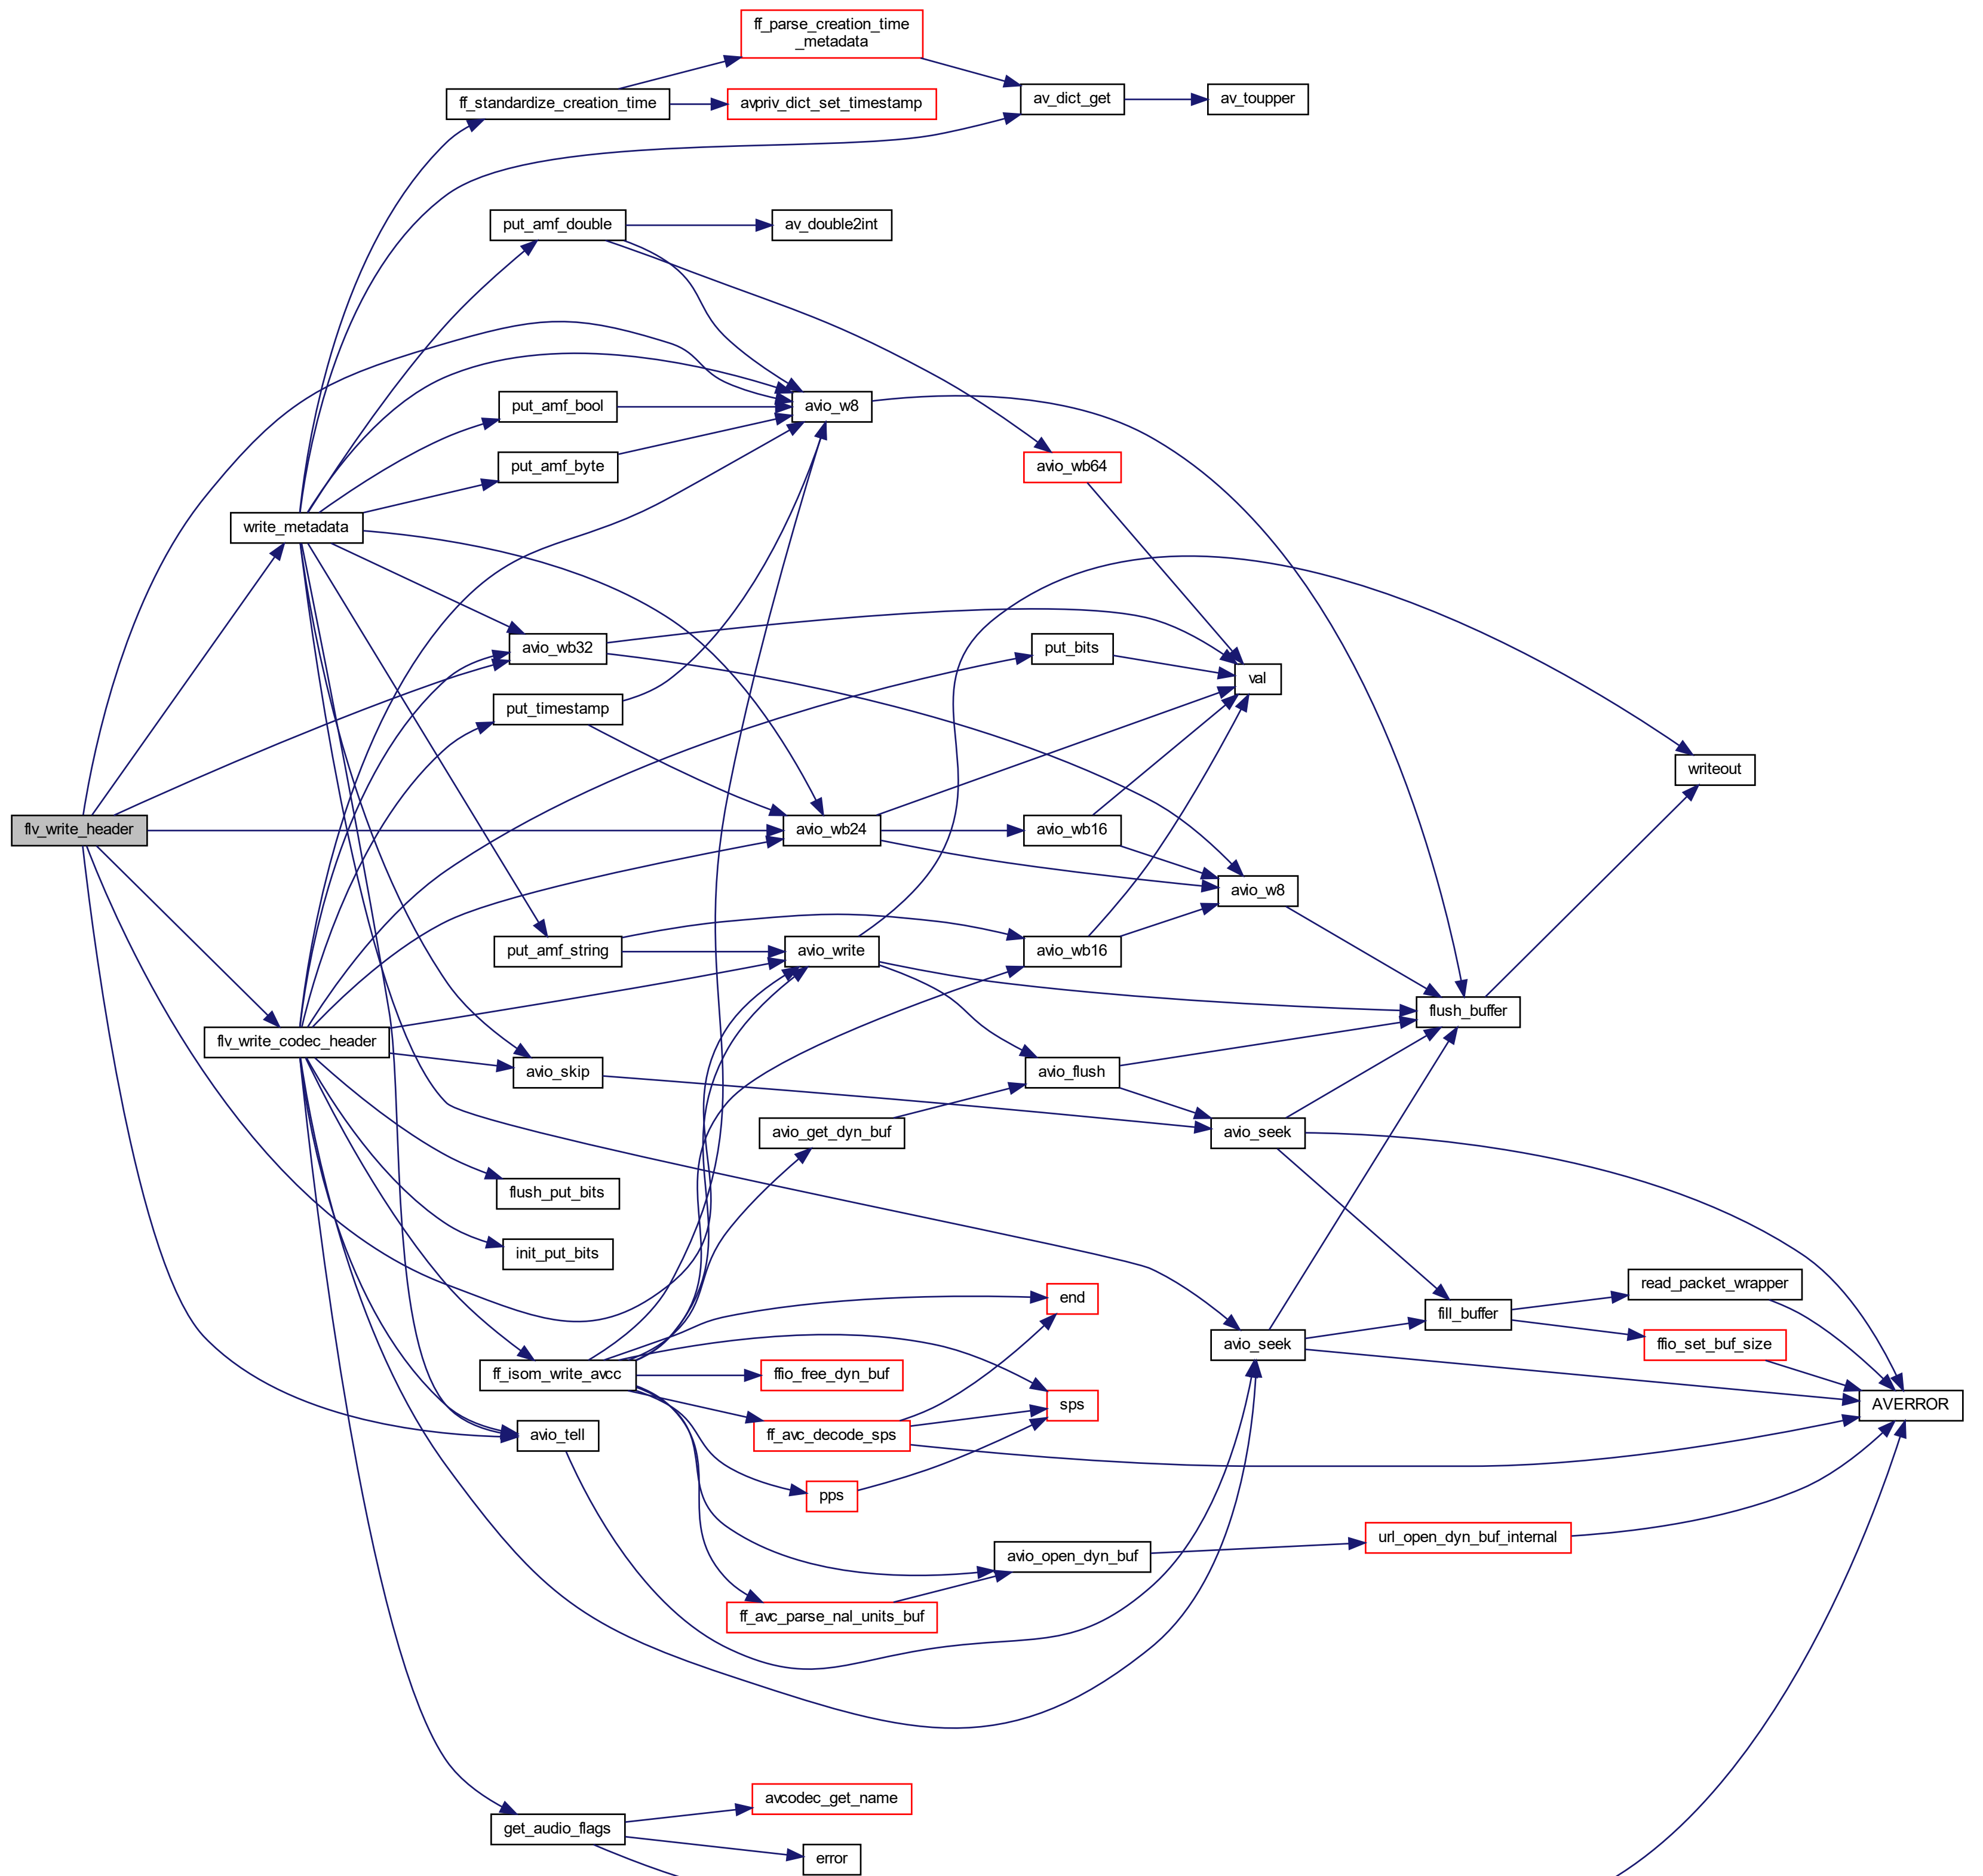 ff_parse_creation_time
_metadata
ff_standardize_creation_time
avpriv_dict_set_timestamp
av_dict_get
av_toupper
put_amf_double
av_double2int
put_amf_bool
avio_w8
put_amf_byte
avio_wb64
write_metadata
avio_wb32
put_bits
val
put_timestamp
writeout
flv_write_header
avio_wb24
avio_wb16
avio_w8
put_amf_string
avio_write
avio_wb16
flush_buffer
flv_write_codec_header
avio_skip
avio_flush
avio_get_dyn_buf
avio_seek
flush_put_bits
init_put_bits
read_packet_wrapper
end
fill_buffer
avio_seek
ffio_set_buf_size
ff_isom_write_avcc
ffio_free_dyn_buf
sps
AVERROR
avio_tell
ff_avc_decode_sps
pps
url_open_dyn_buf_internal
avio_open_dyn_buf
ff_avc_parse_nal_units_buf
avcodec_get_name
get_audio_flags
error